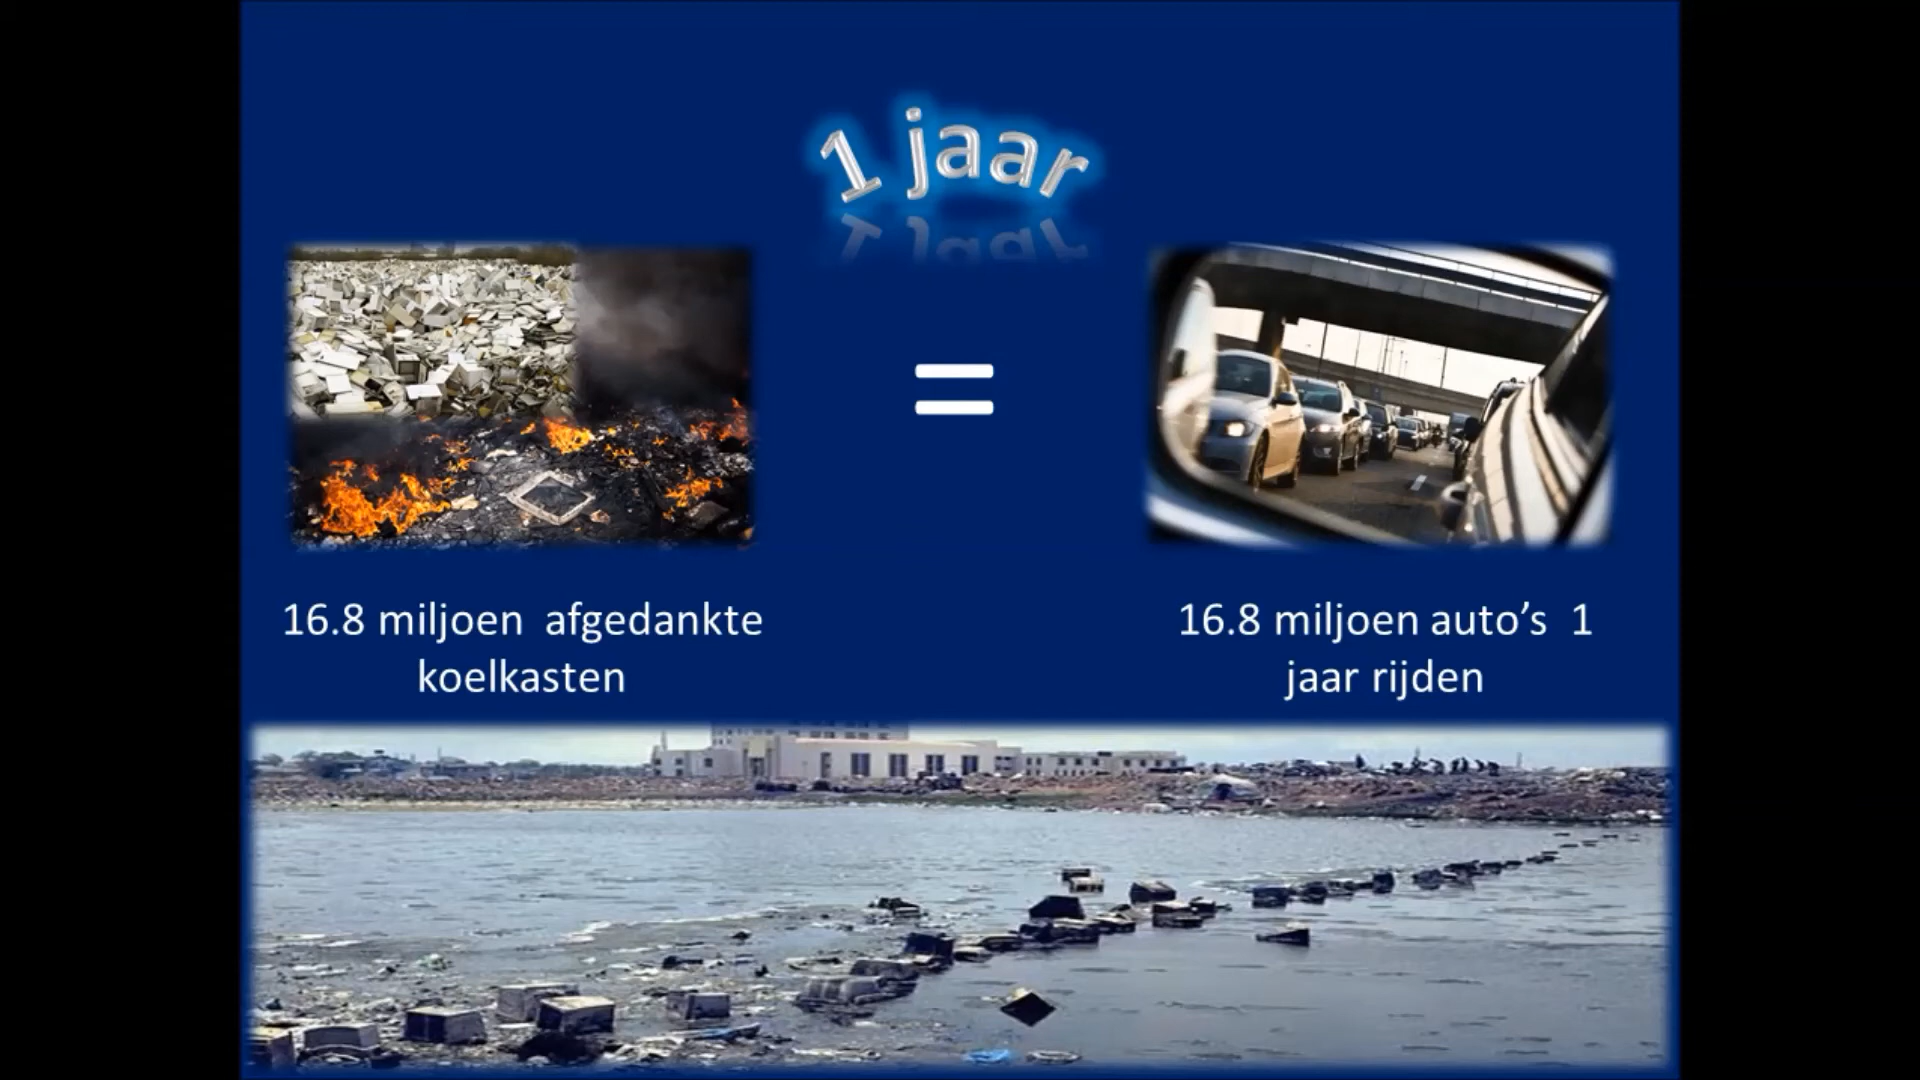 1 jaar
=
16.8 miljoen afgedankte
koelkasten
16.8 miljoen auto’s 1
jaar rijden